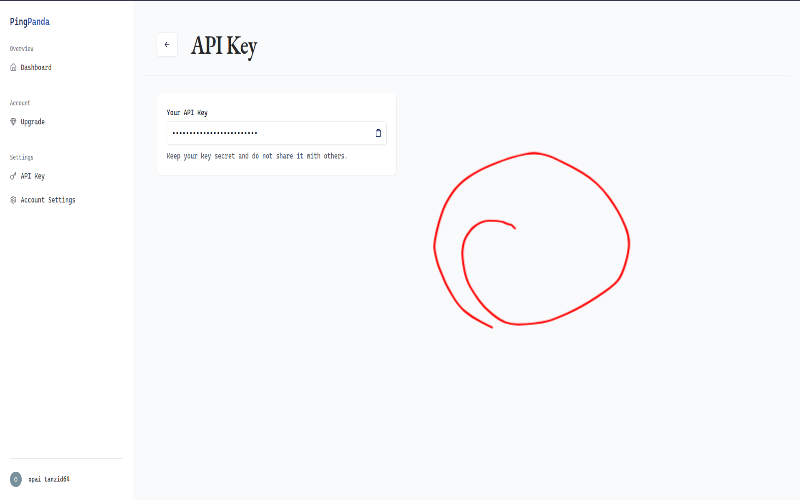 PingPanda
API Key
Overview
Dashboard
Account
Upgrade
Settings
API Key
Account Settings
Your API Key
Keep your key secret and do not share it with others.
O
opai tanzid64